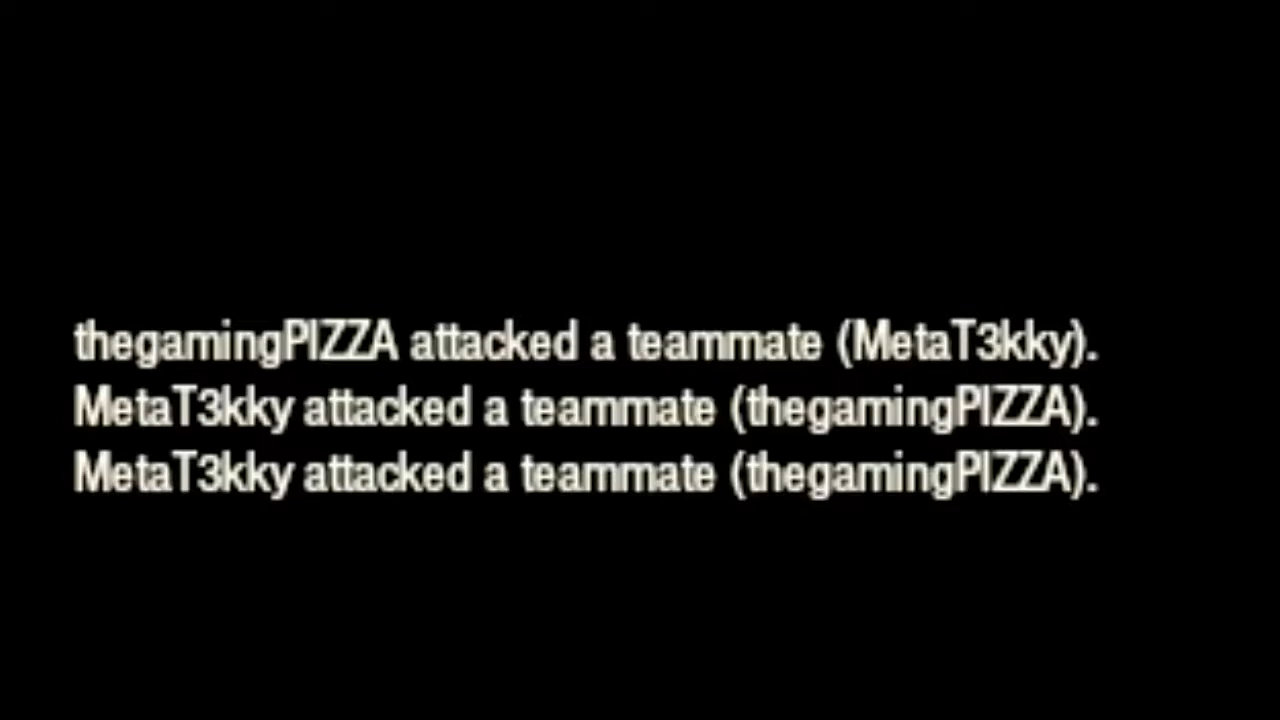 thegamingPIZZA attacked a teammate (MetaT3kky).
MetaT3kky attacked a teammate (thegamingPIZZA).
MetaT3kky attacked a teammate (thegamingPIZZA).